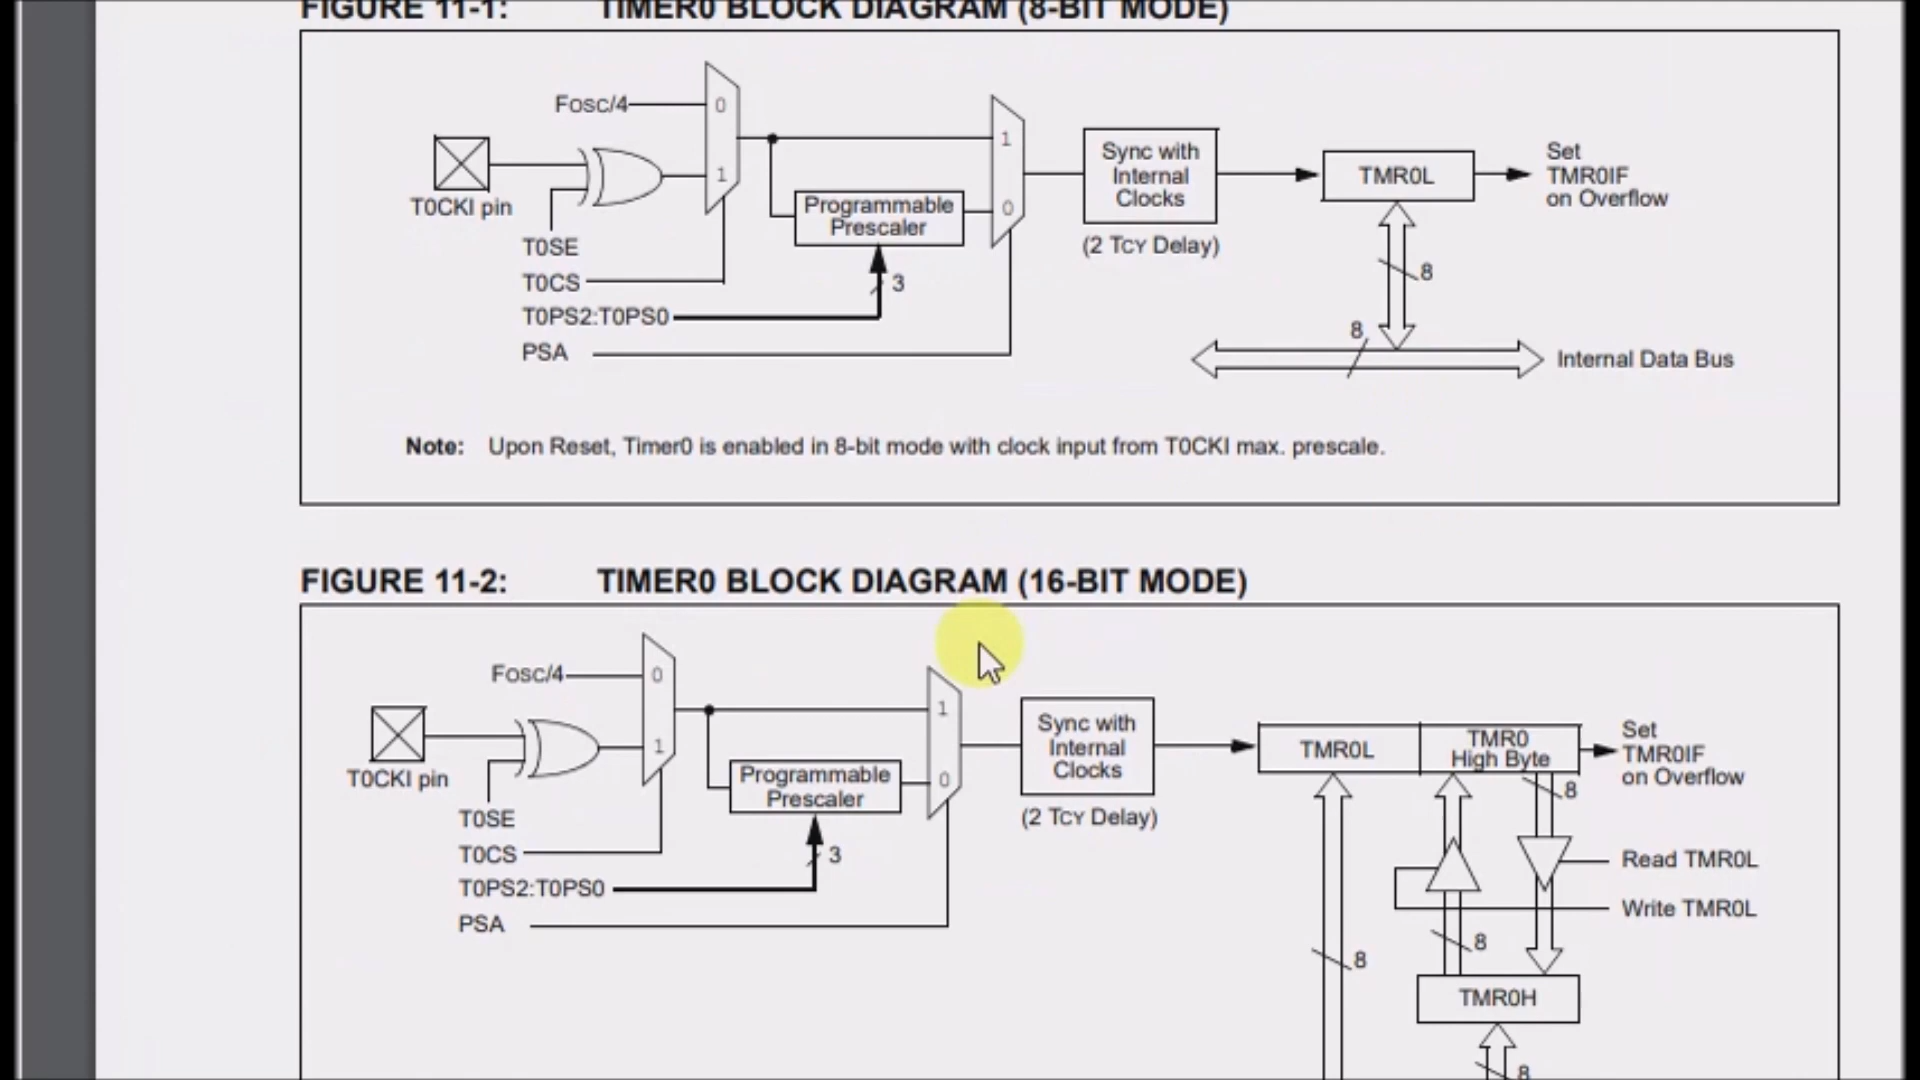 FIGURE 11-1: TIMER0 BLOCK DIAGRAM (8-BIT MODE)
Fosc/4
0
1
T0CKI pin
T0SE
T0CS
T0PS2:T0PS0
PSA
Programmable
Prescaler
3
1
0
Sync with
Internal
Clocks
(2 TCY Delay)
TMR0L
Set
TMR0IF
on Overflow
8
8
Internal Data Bus
Note: Upon Reset, Timer0 is enabled in 8-bit mode with clock input from T0CKI max. prescale.
FIGURE 11-2: TIMER0 BLOCK DIAGRAM (16-BIT MODE)
Fosc/4
0
1
T0CKI pin
T0SE
T0CS
T0PS2:T0PS0
PSA
Programmable
Prescaler
3
1
0
Sync with
Internal
Clocks
(2 TCY Delay)
TMR0L
TMR0
High Byte
Set
TMR0IF
on Overflow
8
Read TMR0L
Write TMR0L
8
8
TMR0H
8